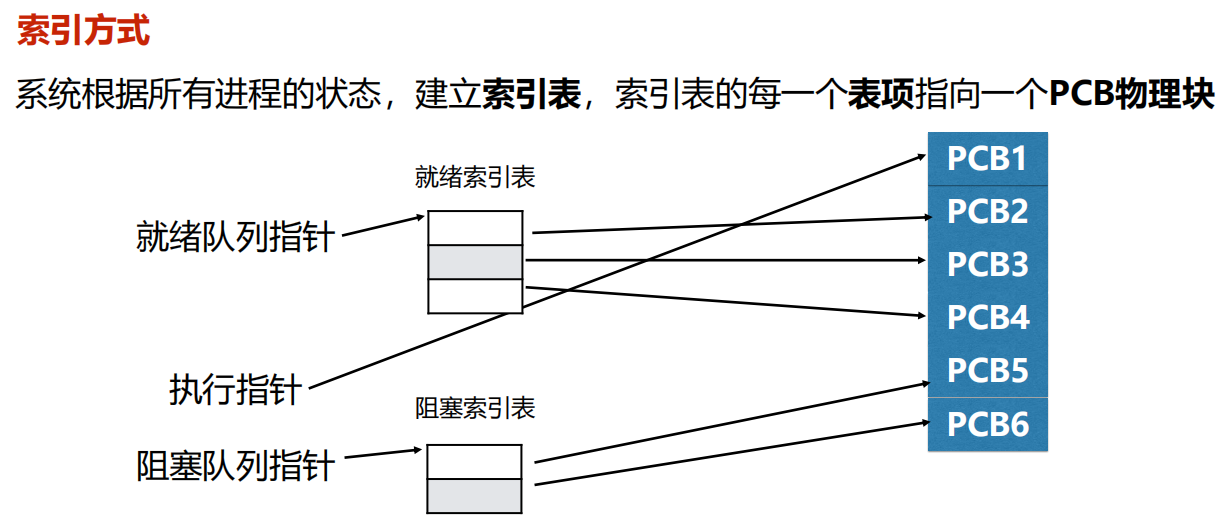 索引方式
系统根据所有进程的状态，建立索引表，索引表的每一个表项指向一个PCB物理块
就绪索引表
就绪队列指针
执行指针
阻塞索引表
阻塞队列指针
PCB1
PCB2
PCB3
PCB4
PCB5
PCB6